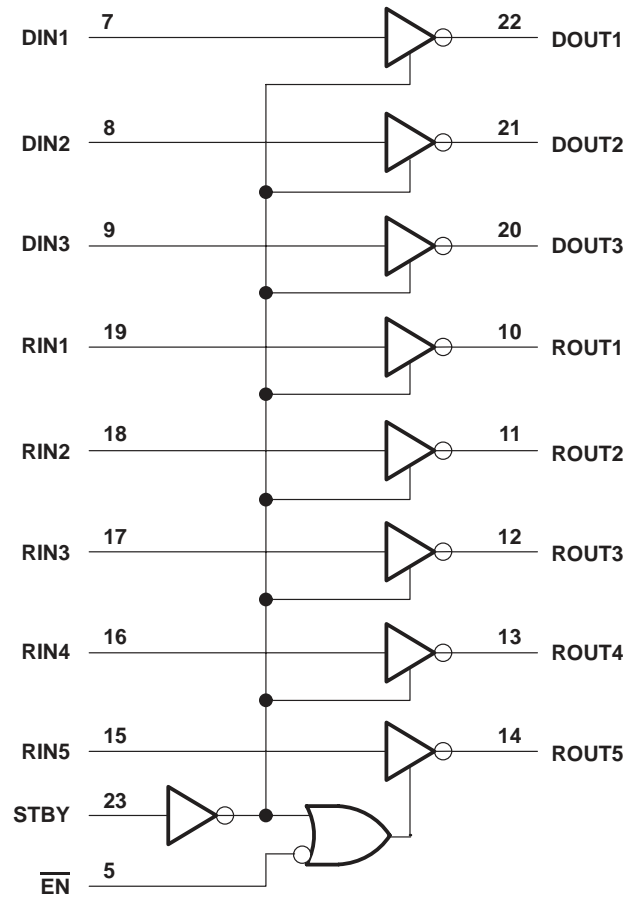 DIN1 7 22 DOUT1
DIN2 8 21 DOUT2
DIN3 9 20 DOUT3
RIN1 19 10 ROUT1
RIN2 18 11 ROUT2
RIN3 17 12 ROUT3
RIN4 16 13 ROUT4
RIN5 15 14 ROUT5
STBY 23
E̅N̅ 5